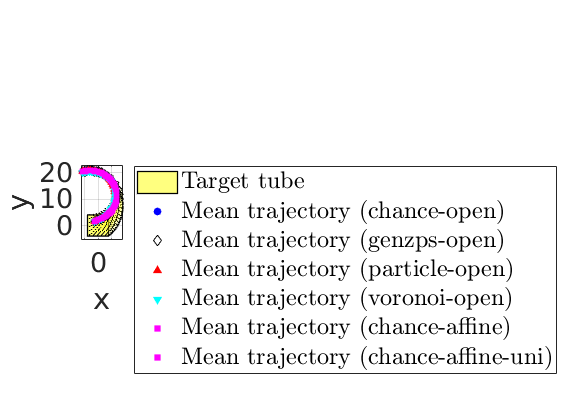 20
10
0
y
0
x
Target tube
Mean trajectory (chance-open)
Mean trajectory (genzps-open)
Mean trajectory (particle-open)
Mean trajectory (voronoi-open)
Mean trajectory (chance-affine)
Mean trajectory (chance-affine-uni)